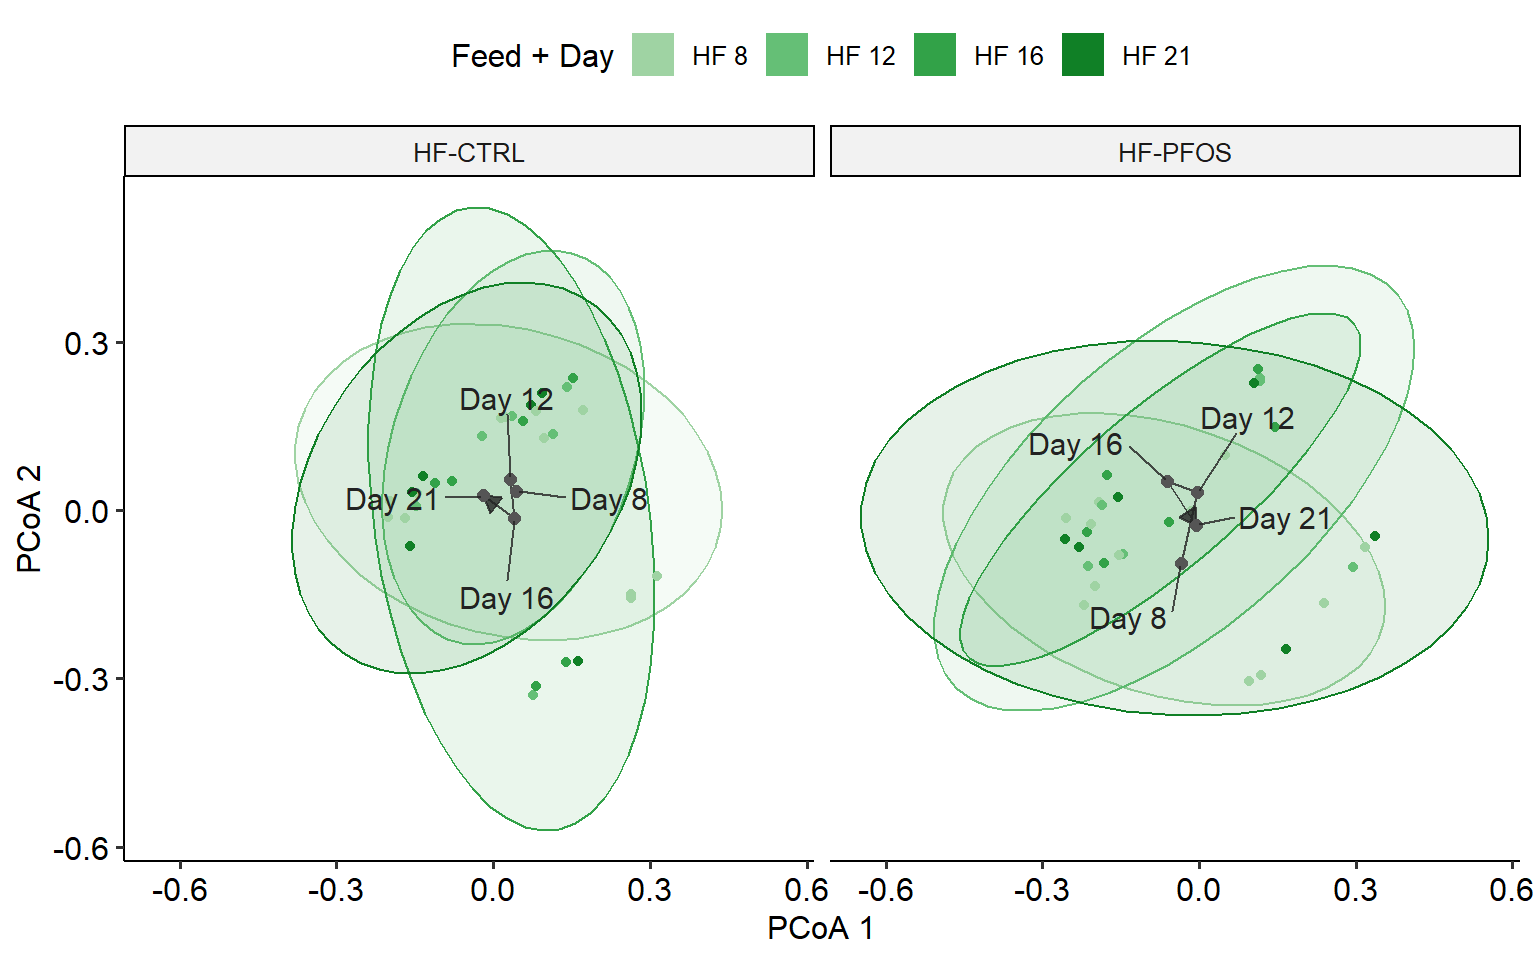 Feed + Day HF 8 HF 12 HF 16 HF 21
HF-CTRL HF-PFOS
PCoA 2
0.3
0.0
-0.3
-0.6
Day 12
Day 21
Day 8
Day 16
Day 12
Day 16
Day 21
Day 8
-0.6 -0.3 0.0 0.3 0.6 -0.6 -0.3 0.0 0.3 0.6
PCoA 1